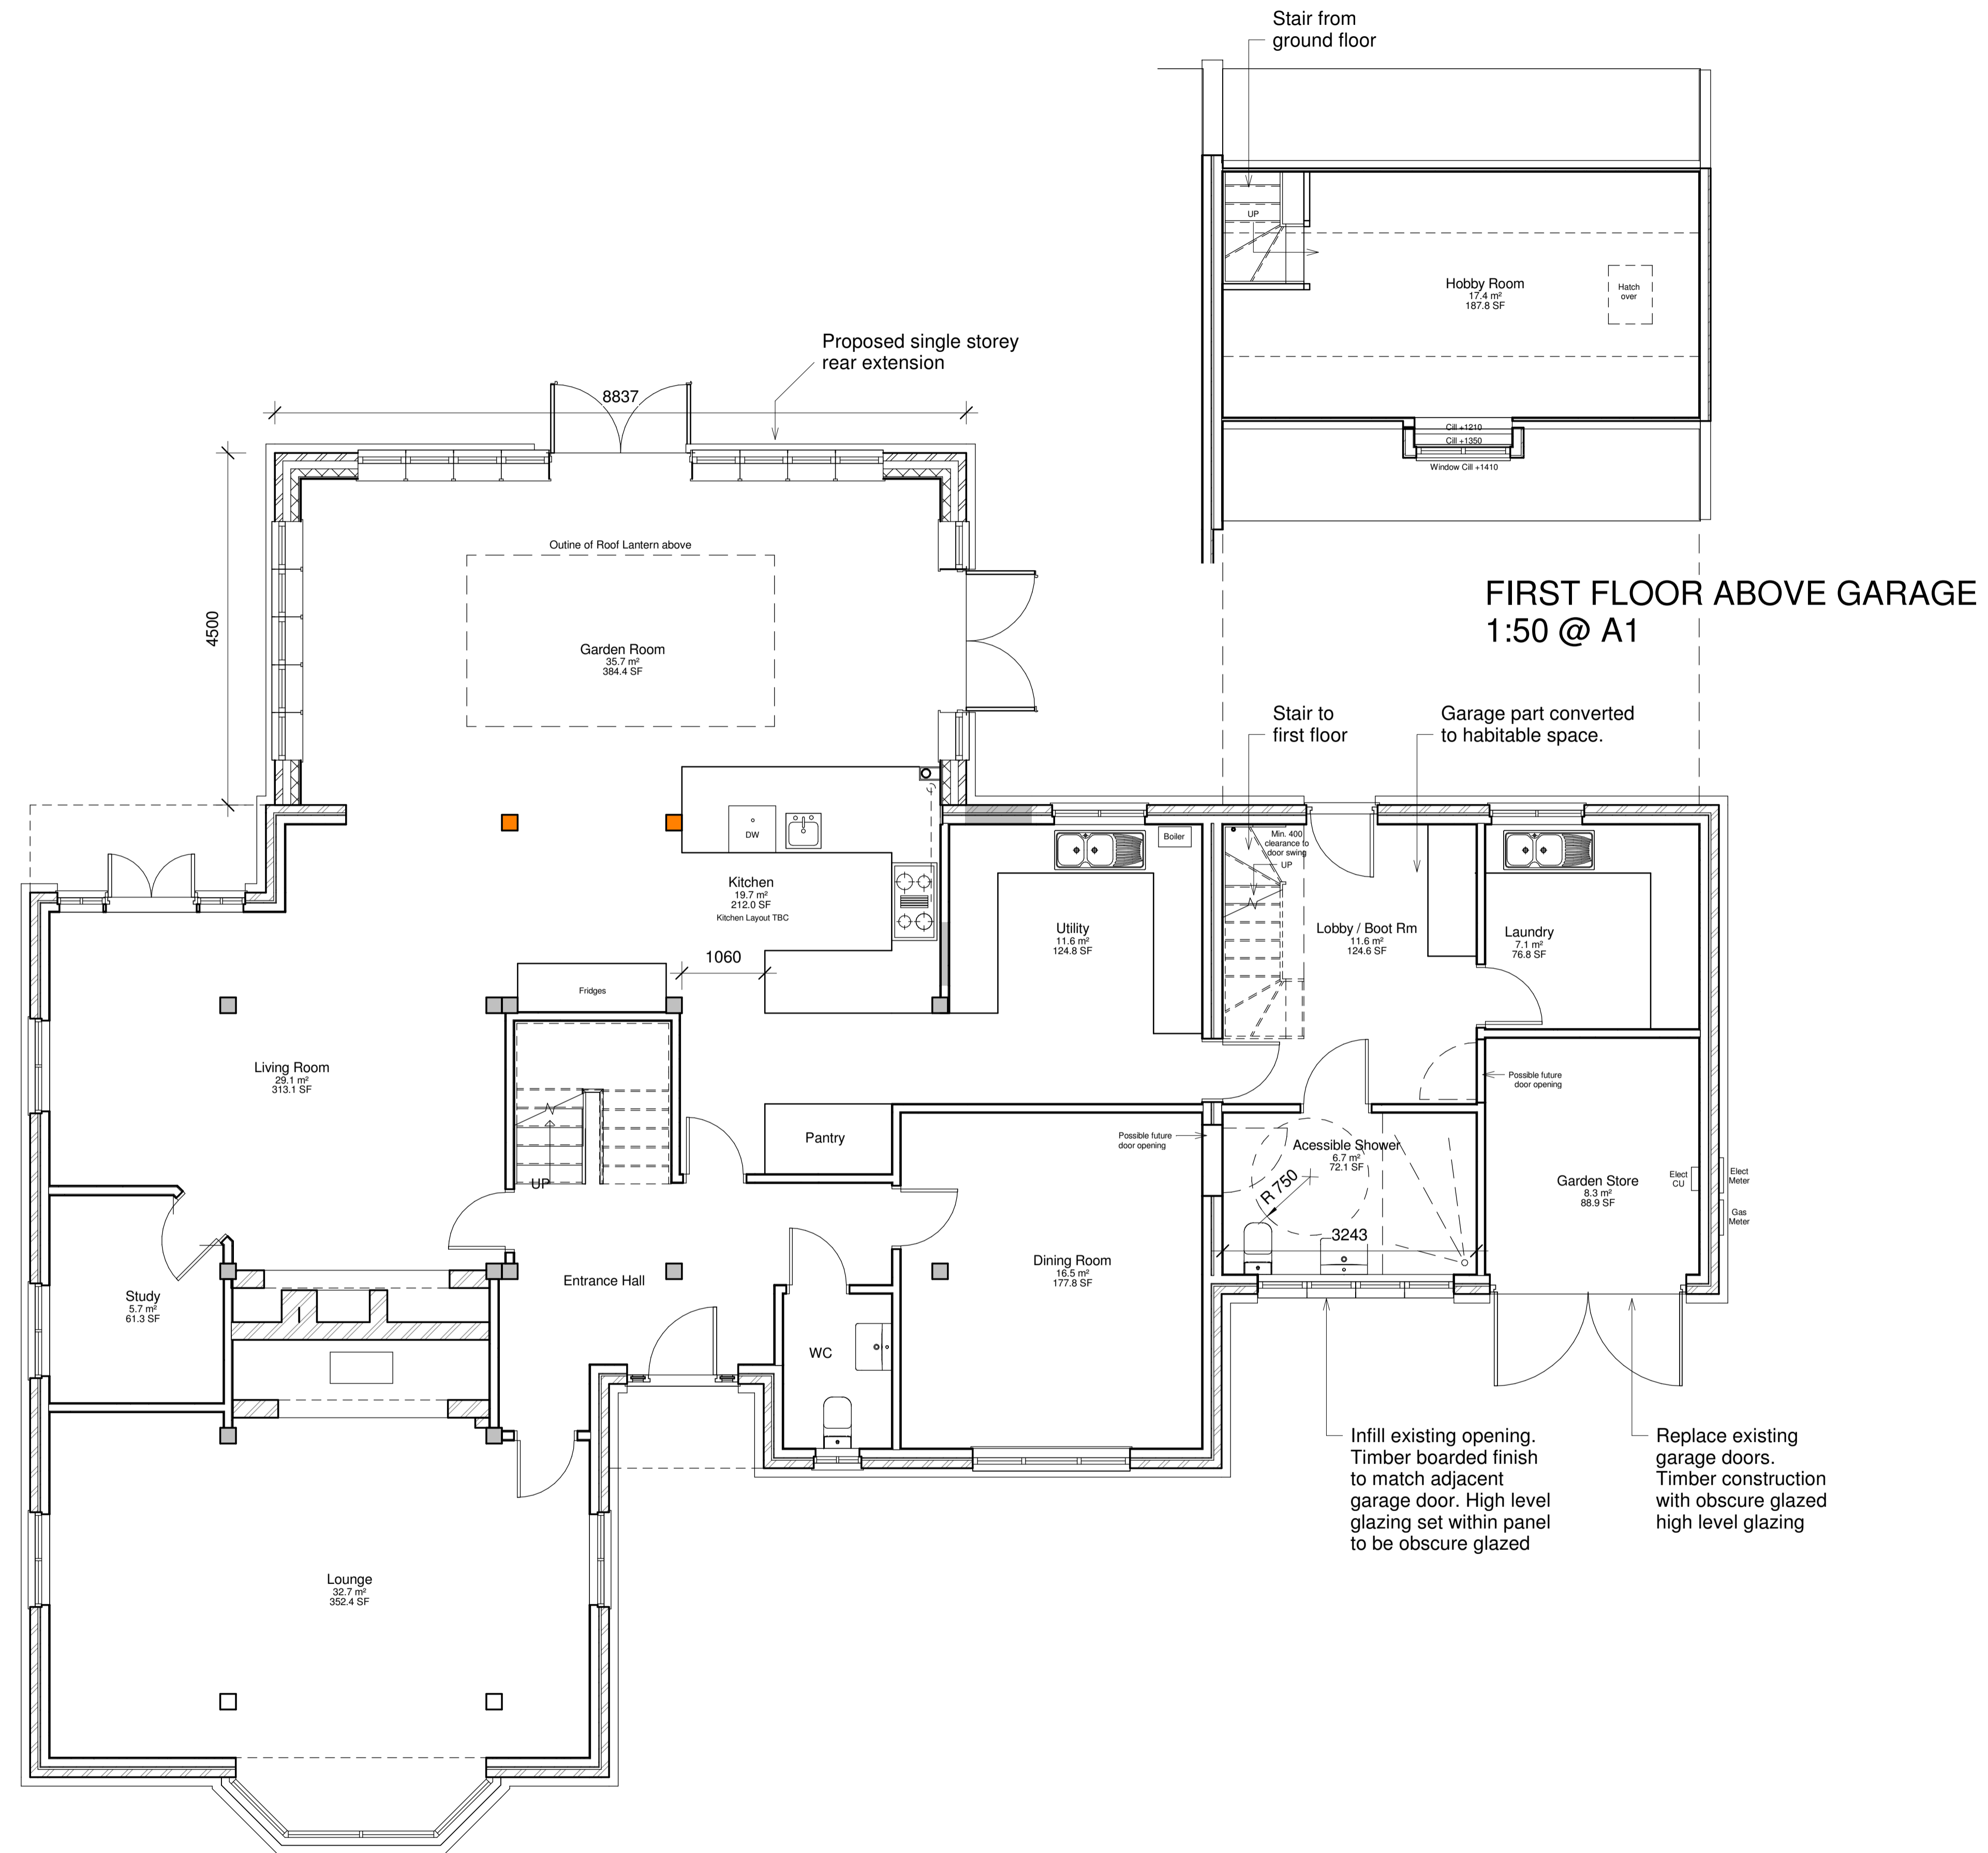 Stair from
ground floor
UP
Hobby Room
17.4 m²
187.8 SF
Hatch
over
Cill +1210
Cill +1350
Window Cill +1410
FIRST FLOOR ABOVE GARAGE
1:50 @ A1
Proposed single storey
rear extension
8837
4500
Outine of Roof Lantern above
Garden Room
35.7 m²
384.4 SF
Stair to
first floor
Garage part converted
to habitable space.
DW
Kitchen
19.7 m²
212.0 SF
Kitchen Layout TBC
1060
Fridges
Boiler
Utility
11.6 m²
124.8 SF
Min. 400
clearance to
door swing
UP
Lobby / Boot Rm
11.6 m²
124.6 SF
Laundry
7.1 m²
76.8 SF
Living Room
29.1 m²
313.1 SF
UP
Pantry
Possible future
door opening
Possible future
door opening
Acessible Shower
6.7 m²
72.1 SF
R 750
3243
Garden Store
8.3 m²
88.9 SF
Elect
CU
Elect
Meter
Gas
Meter
Study
5.7 m²
61.3 SF
Entrance Hall
WC
Dining Room
16.5 m²
177.8 SF
Lounge
32.7 m²
352.4 SF
Infill existing opening.
Timber boarded finish
to match adjacent
garage door. High level
glazing set within panel
to be obscure glazed
Replace existing
garage doors.
Timber construction
with obscure glazed
high level glazing